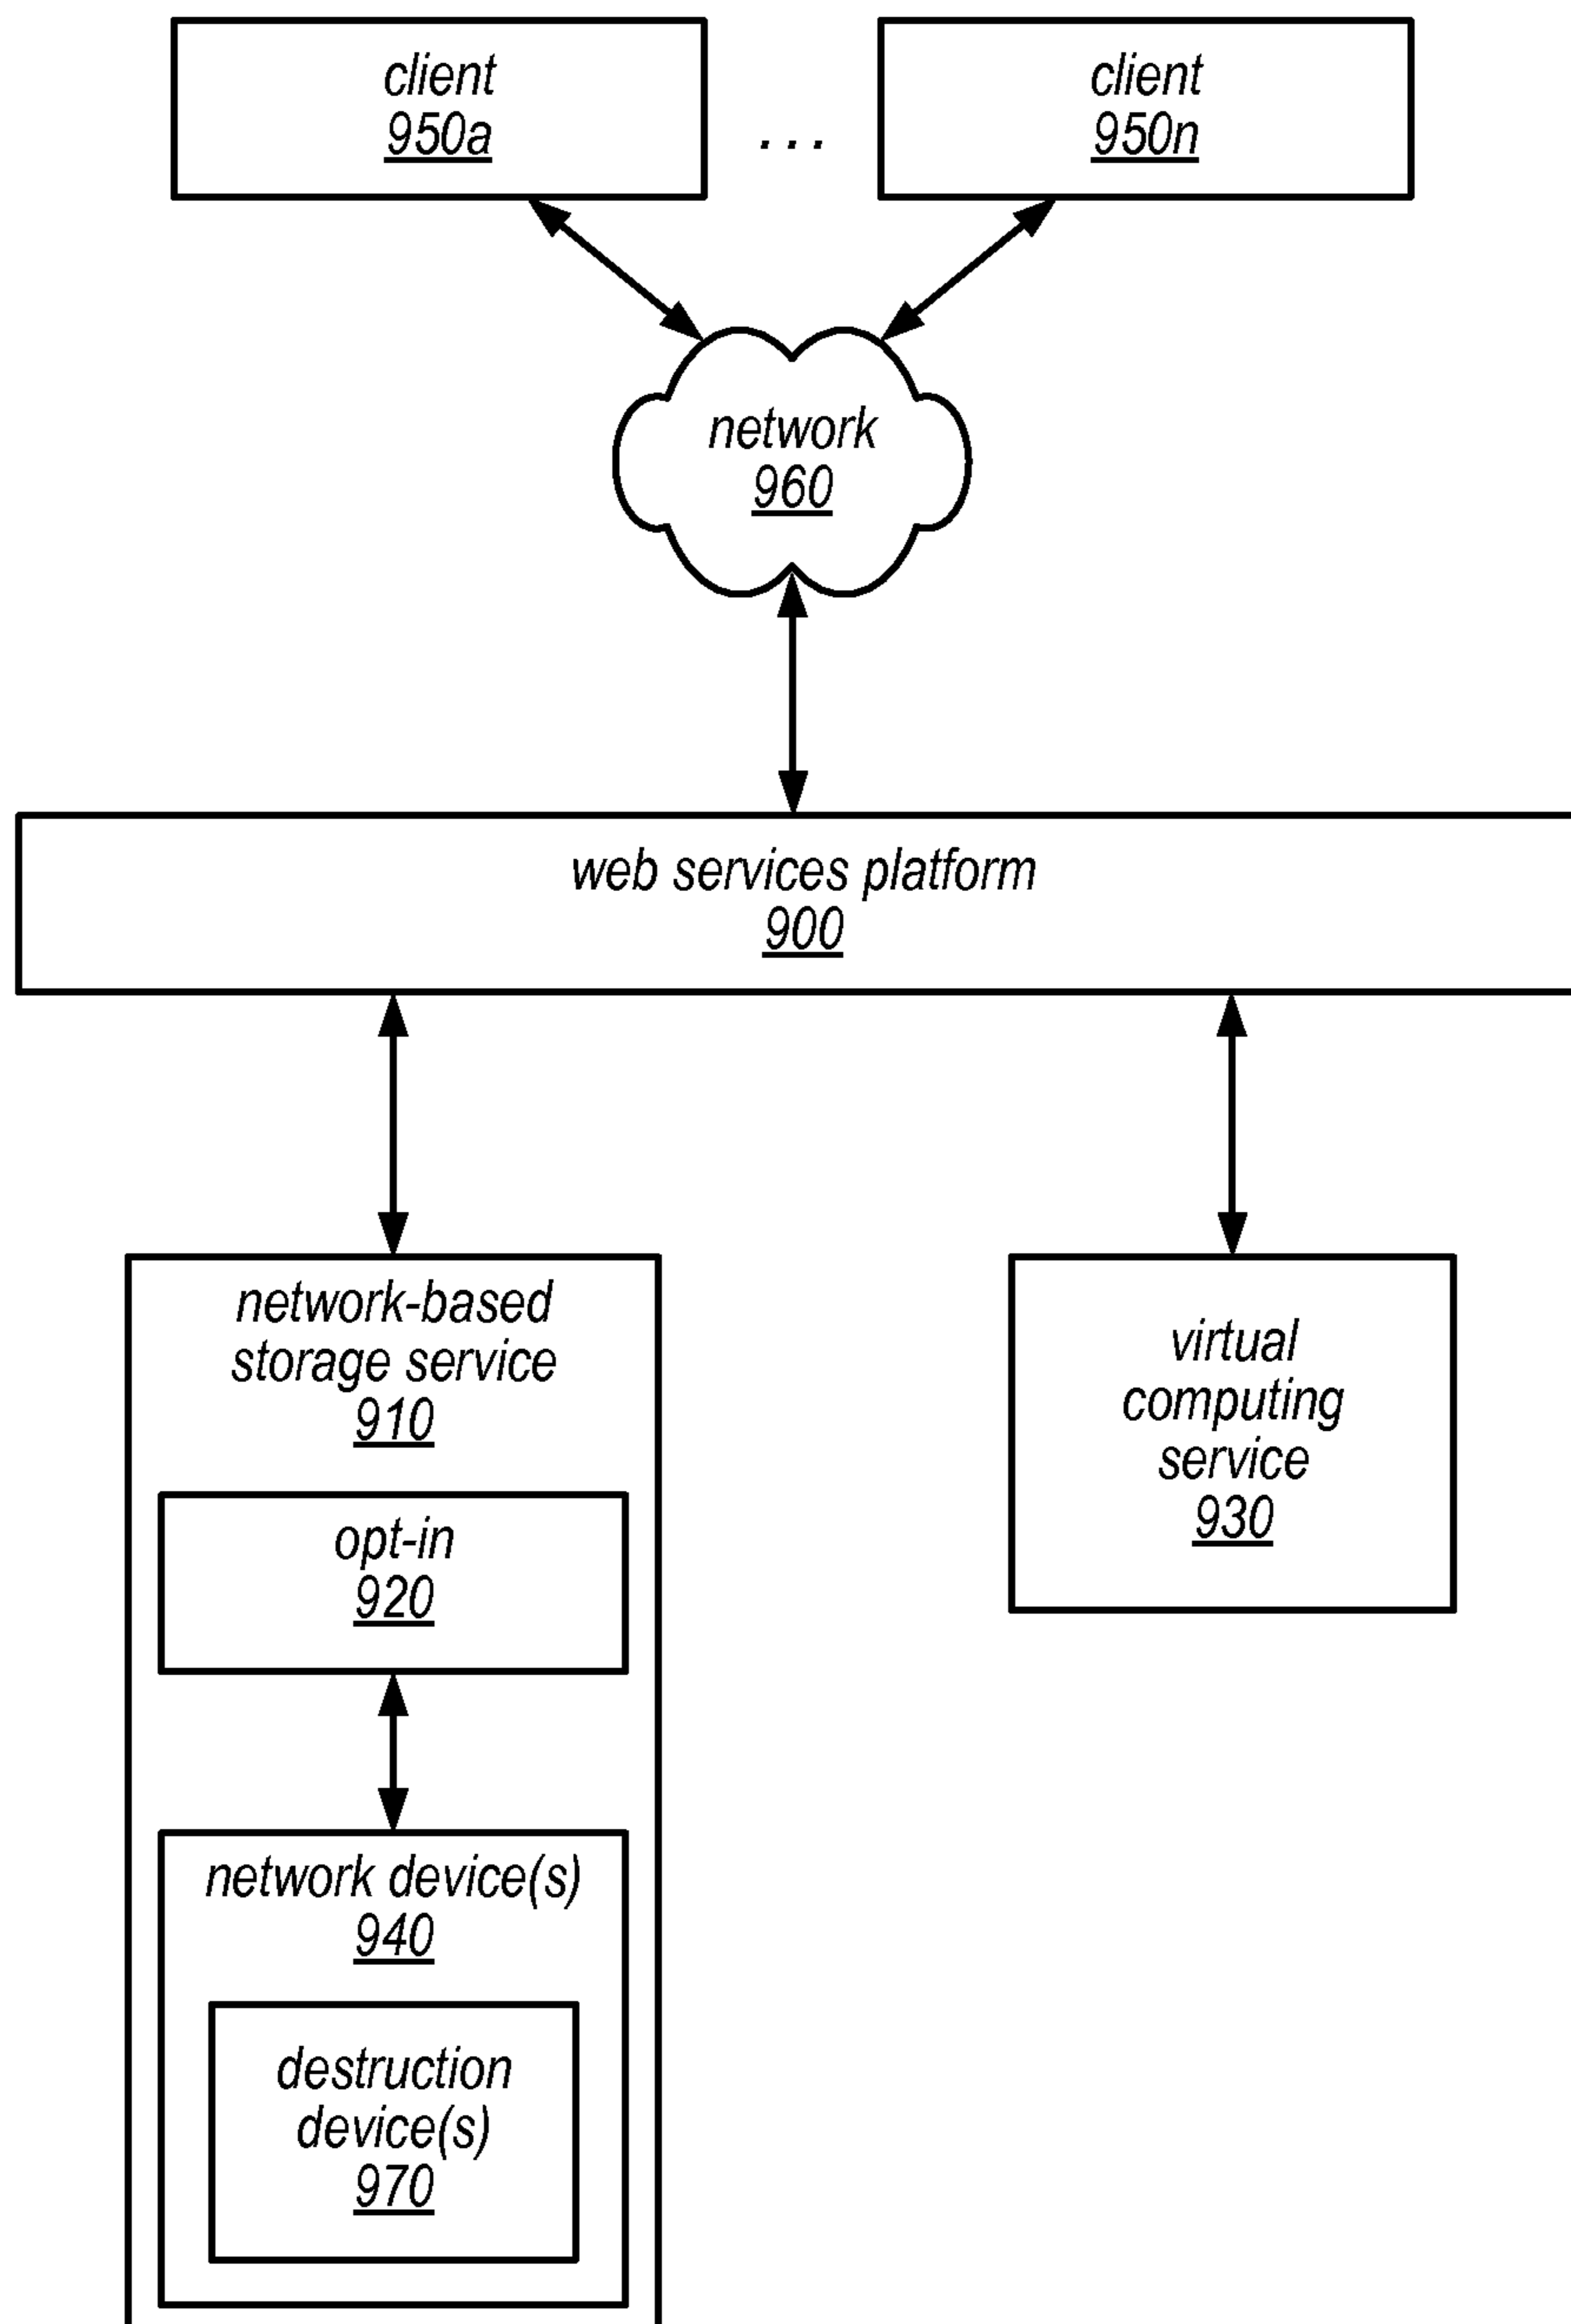 client
950a
...
client
950n
network
960
web services platform
900
network-based
storage service
910
virtual
computing
service
930
opt-in
920
network device(s)
940
destruction
device(s)
970